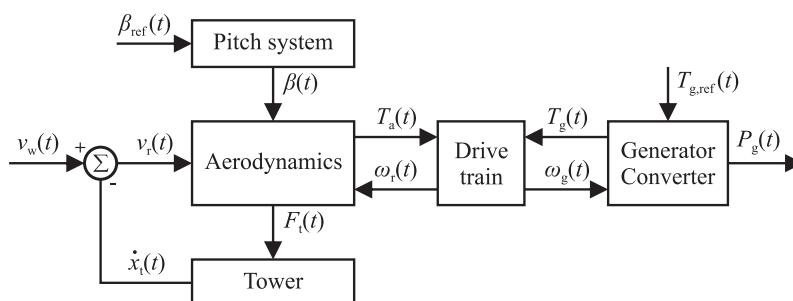 β_ref(t)
Pitch system
β(t)
T_g,ref(t)
v_w(t)
+
Σ
-
v_r(t)
Aerodynamics
T_a(t)
ω_r(t)
Drive
train
T_g(t)
ω_g(t)
Generator
Converter
P_g(t)
F_t(t)
ẋ_t(t)
Tower